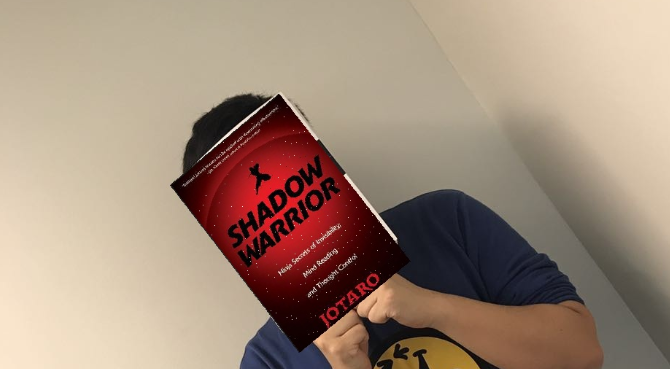 SHADOW
WARRIOR
Ninja Secrets of Invisibility,
Mind Reading
and Thought Control
JOTARO